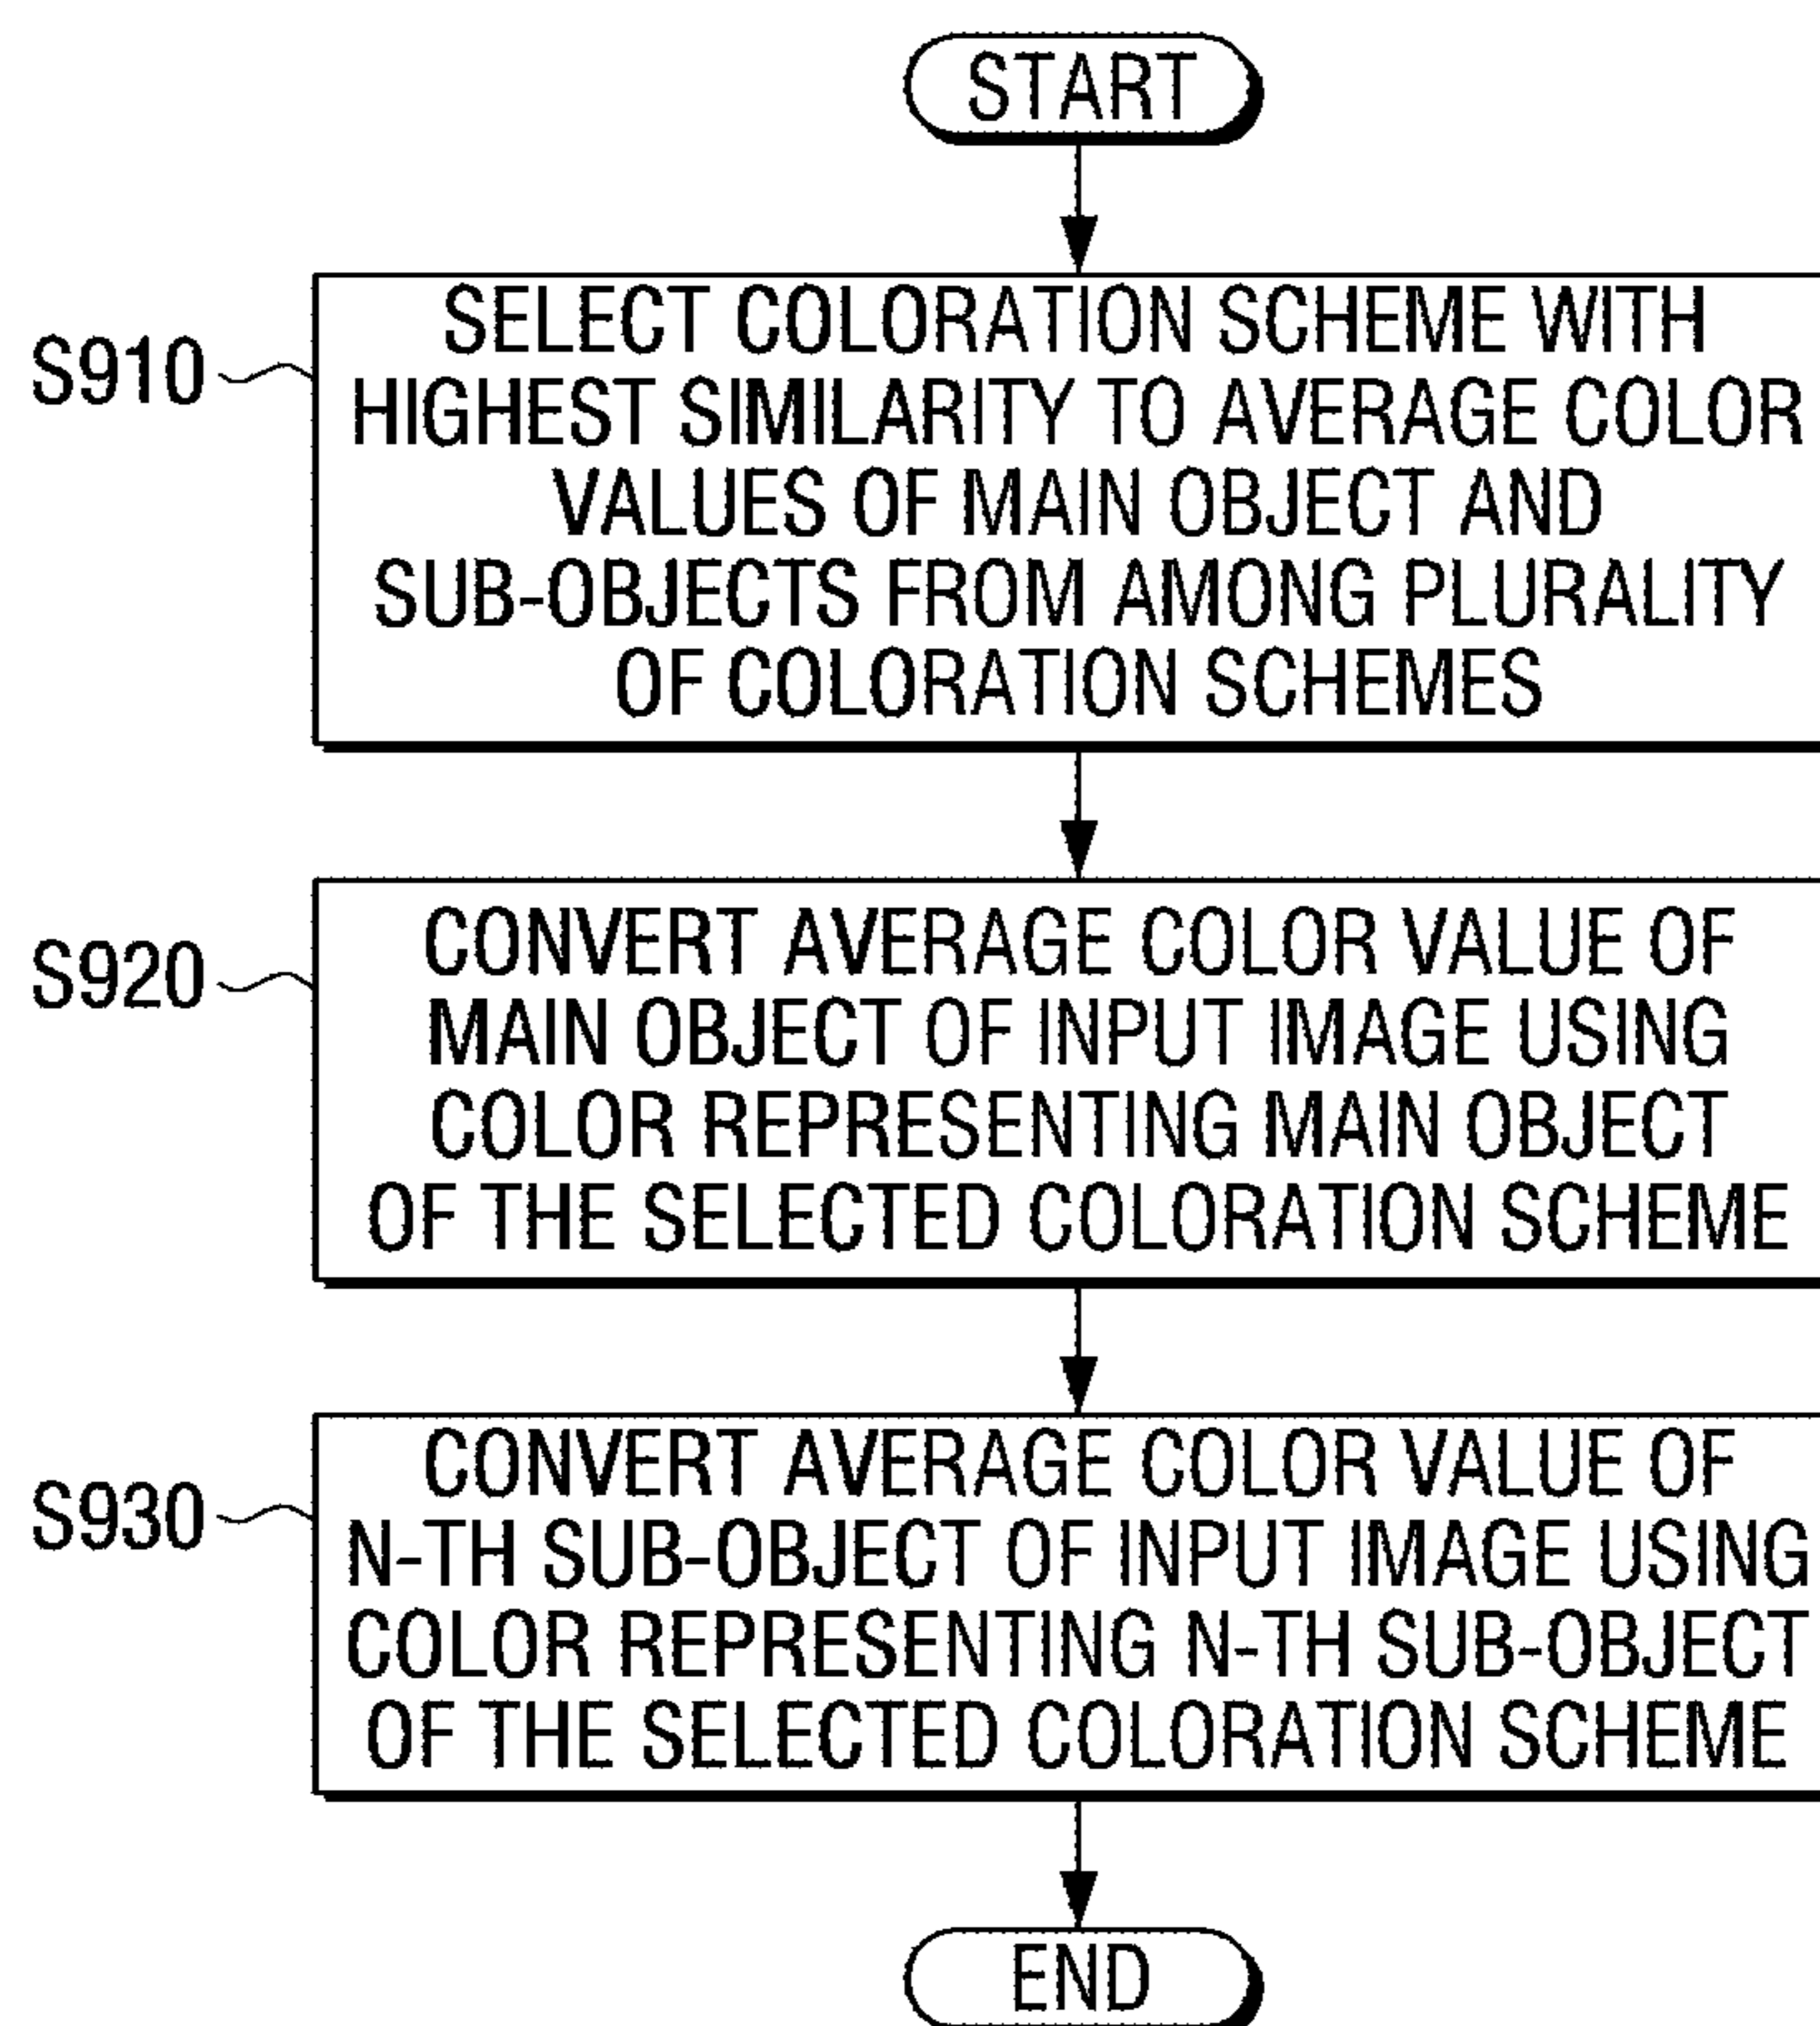 START
S910
SELECT COLORATION SCHEME WITH
HIGHEST SIMILARITY TO AVERAGE COLOR
VALUES OF MAIN OBJECT AND
SUB-OBJECTS FROM AMONG PLURALITY
OF COLORATION SCHEMES
S920
CONVERT AVERAGE COLOR VALUE OF
MAIN OBJECT OF INPUT IMAGE USING
COLOR REPRESENTING MAIN OBJECT
OF THE SELECTED COLORATION SCHEME
S930
CONVERT AVERAGE COLOR VALUE OF
N-TH SUB-OBJECT OF INPUT IMAGE USING
COLOR REPRESENTING N-TH SUB-OBJECT
OF THE SELECTED COLORATION SCHEME
END